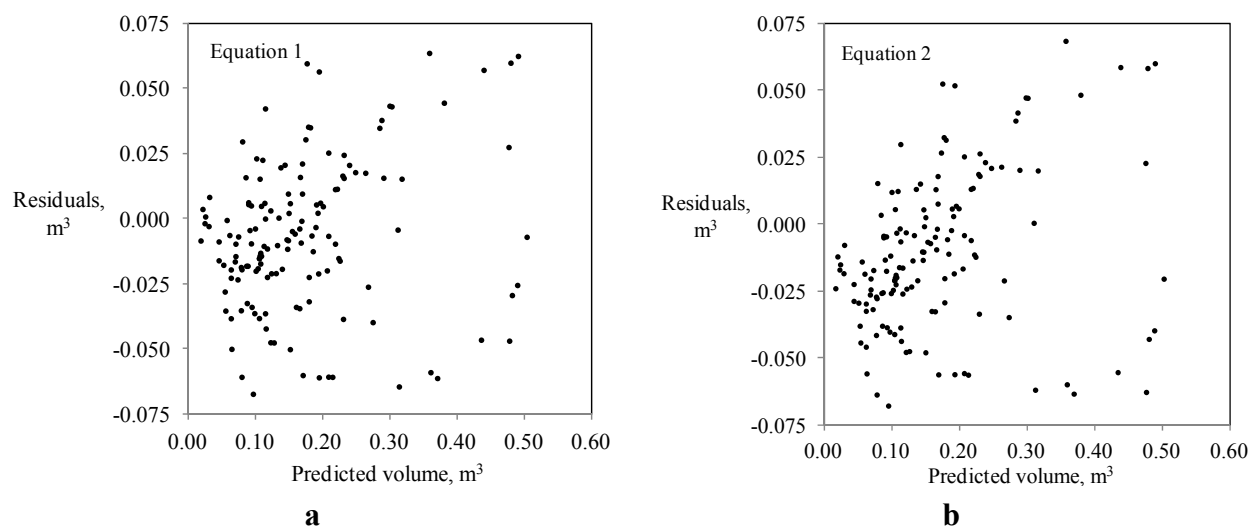 0.075
0.050
0.025
0.000
-0.025
-0.050
-0.075
Residuals,
m³
Equation 1
0.00 0.10 0.20 0.30 0.40 0.50 0.60
Predicted volume, m³
a
0.075
0.050
0.025
0.000
-0.025
-0.050
-0.075
Residuals,
m³
Equation 2
0.00 0.10 0.20 0.30 0.40 0.50 0.60
Predicted volume, m³
b